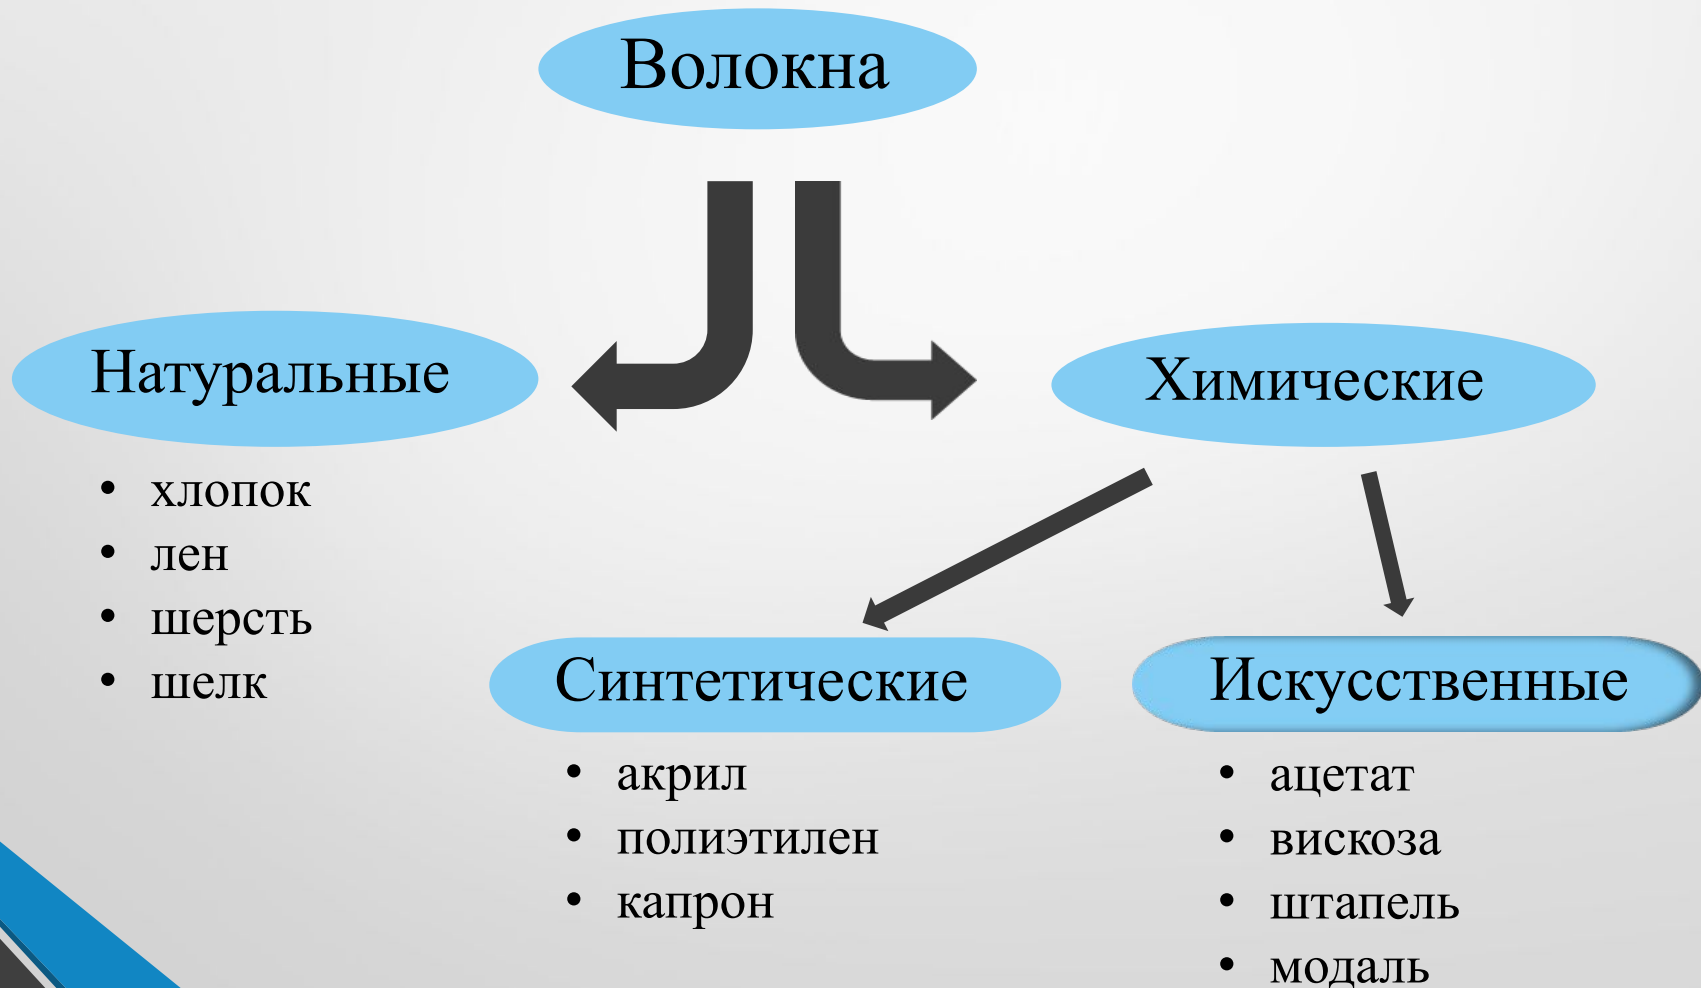 Волокна
Натуральные
Химические
• хлопок
• лен
• шерсть
• шелк
Синтетические
Искусственные
• акрил
• полиэтилен
• капрон
• ацетат
• вискоза
• штапель
• модаль